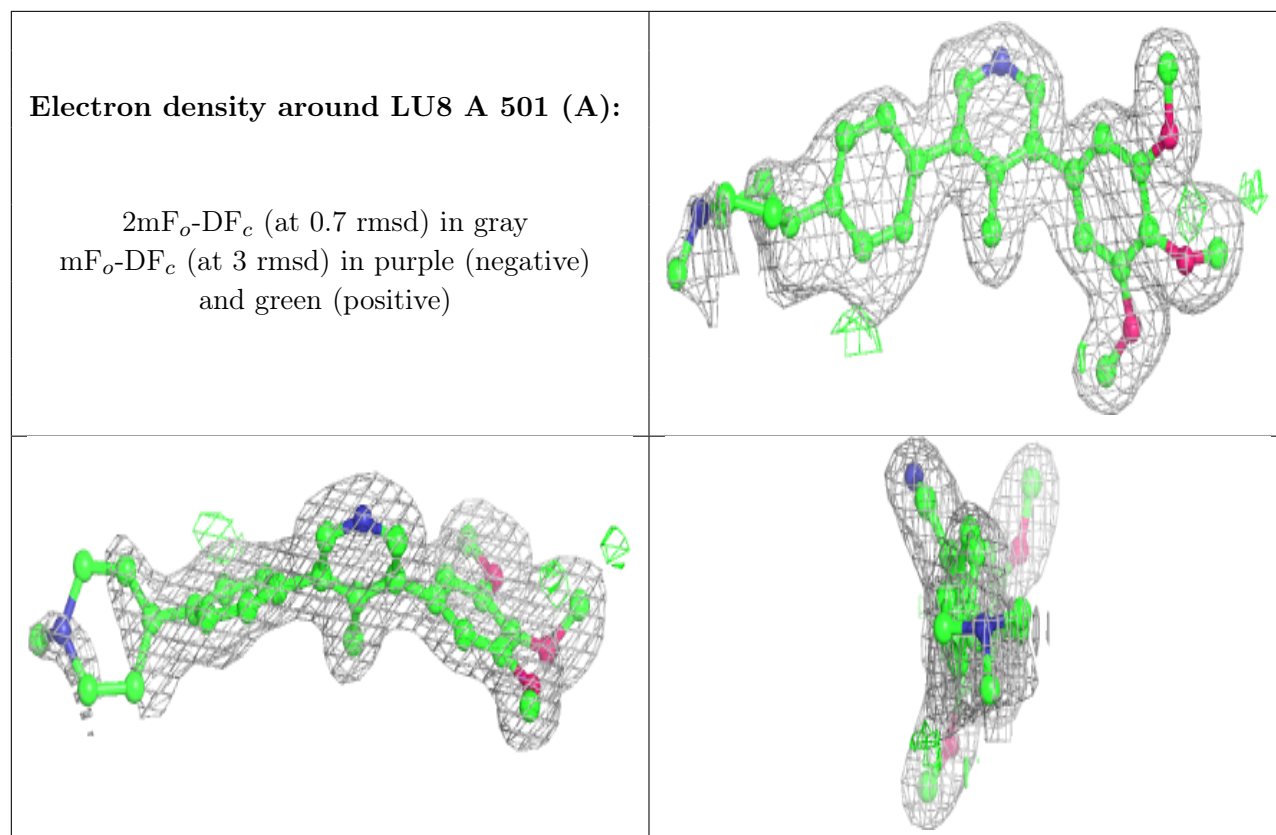 Electron density around LU8 A 501 (A):
2mFₒ-DF𝒸 (at 0.7 rmsd) in gray
mFₒ-DF𝒸 (at 3 rmsd) in purple (negative)
and green (positive)